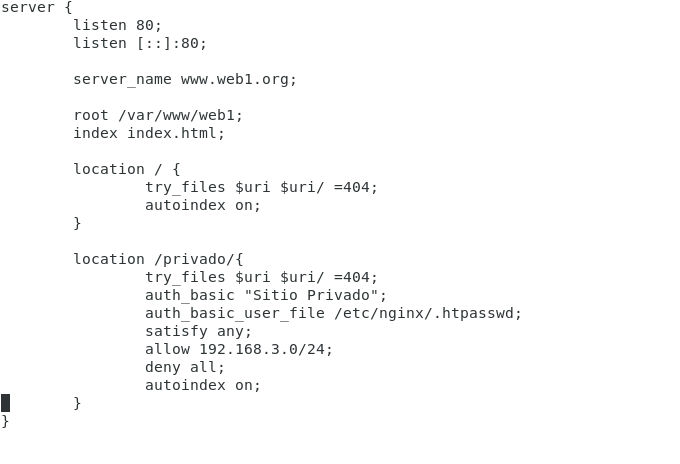 server {
listen 80;
listen [::]:80;
server_name www.web1.org;
root /var/www/web1;
index index.html;
location / {
try_files $uri $uri/ =404;
autoindex on;
}
location /privado/{
try_files $uri $uri/ =404;
auth_basic "Sitio Privado";
auth_basic_user_file /etc/nginx/.htpasswd;
satisfy any;
allow 192.168.3.0/24;
deny all;
autoindex on;
}
}